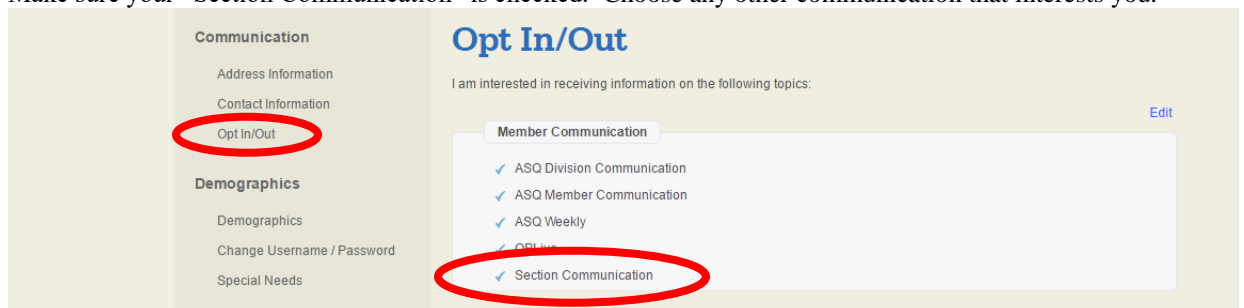 Make sure your "Section Communication" is checked. Choose any other communication that interests you.
Communication
Address Information
Contact Information
Opt In/Out
Demographics
Demographics
Change Username / Password
Special Needs
Opt In/Out
I am interested in receiving information on the following topics:
Edit
Member Communication
ASQ Division Communication
ASQ Member Communication
ASQ Weekly
Section Communication